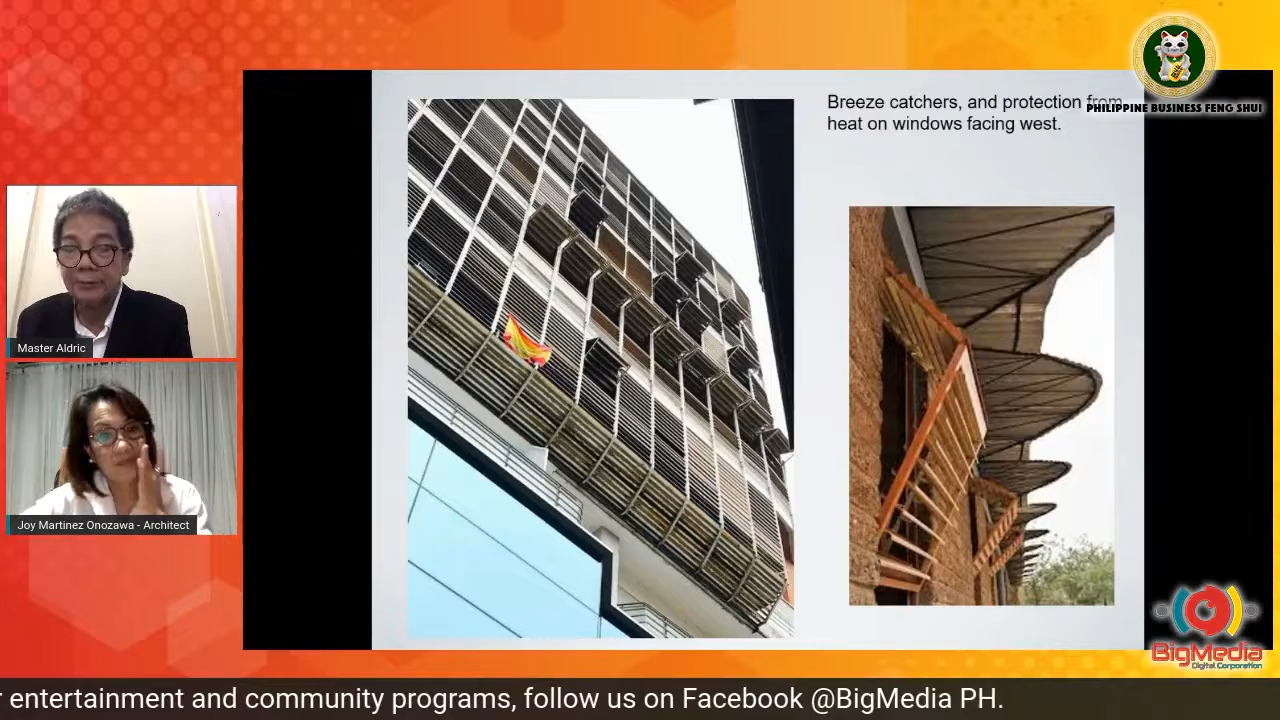 Breeze catchers, and protection from
heat on windows facing west.
PHILIPPINE BUSINESS FENG SHUI
Master Aldric
Joy Martinez Onozawa - Architect
BigMedia
Digital Corporation
r entertainment and community programs, follow us on Facebook @BigMedia PH.